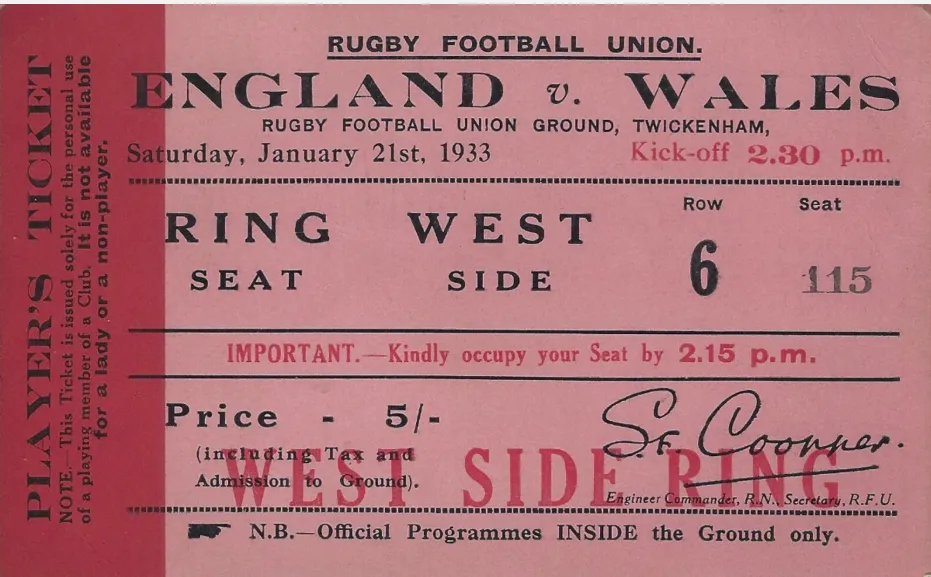 RUGBY FOOTBALL UNION.
ENGLAND v. WALES
RUGBY FOOTBALL UNION GROUND, TWICKENHAM,
Saturday, January 21st, 1933 Kick-off 2.30 p.m.
RING WEST Row Seat
SEAT SIDE 6 115
IMPORTANT.—Kindly occupy your Seat by 2.15 p.m.
Price - 5/-
(including Tax and
Admission to Ground).
WEST SIDE RING
S.F. Coopper.
Engineer Commander, R.N., Secretary, R.F.U.
N.B.—Official Programmes INSIDE the Ground only.
PLAYER'S TICKET
NOTE.—This Ticket is issued solely for the personal use
of a playing member of a Club. It is not available
for a lady or a non-player.